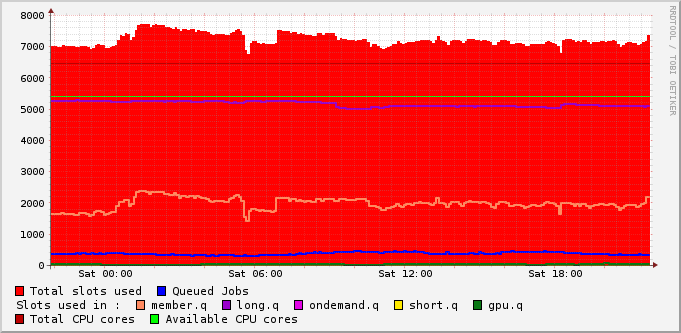 8000
7000
6000
5000
4000
3000
2000
1000
0
Sat 00:00 Sat 06:00 Sat 12:00 Sat 18:00
RRDTOOL / TOBI OETIKER
Total slots used Queued Jobs
Slots used in : member.q long.q ondemand.q short.q gpu.q
Total CPU cores Available CPU cores